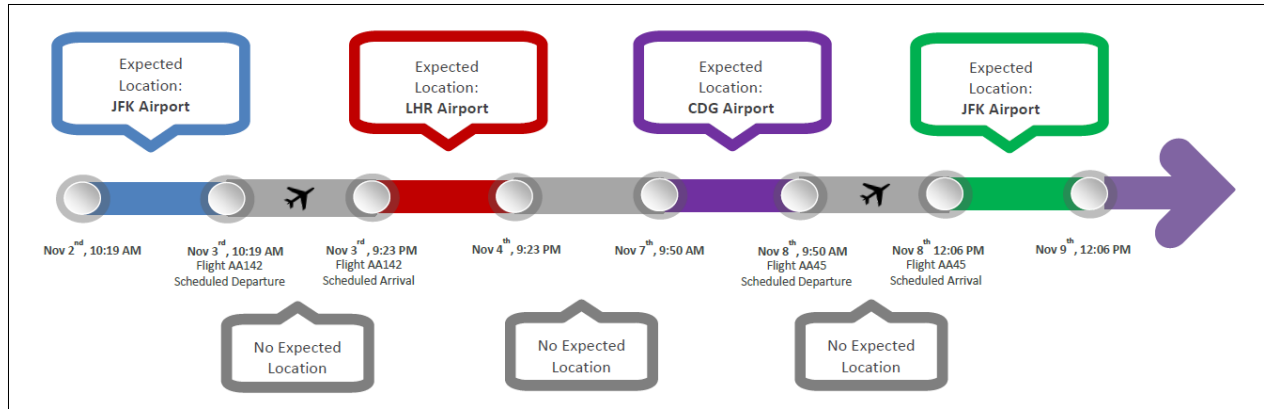 Expected
Location:
JFK Airport
Expected
Location:
LHR Airport
Expected
Location:
CDG Airport
Expected
Location:
JFK Airport
Nov 2nd, 10:19 AM
Nov 3rd, 10:19 AM
Flight AA142
Scheduled Departure
Nov 3rd, 9:23 PM
Flight AA142
Scheduled Arrival
Nov 4th, 9:23 PM
Nov 7th, 9:50 AM
Nov 8th, 9:50 AM
Flight AA45
Scheduled Departure
Nov 8th 12:06 PM
Flight AA45
Scheduled Arrival
Nov 9th, 12:06 PM
No Expected
Location
No Expected
Location
No Expected
Location